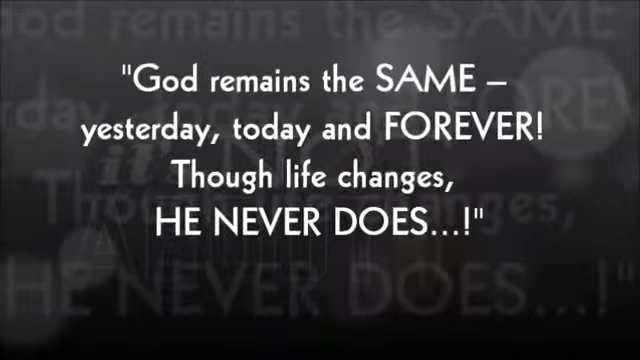 "God remains the SAME –
yesterday, today and FOREVER!
Though life changes,
HE NEVER DOES...!"